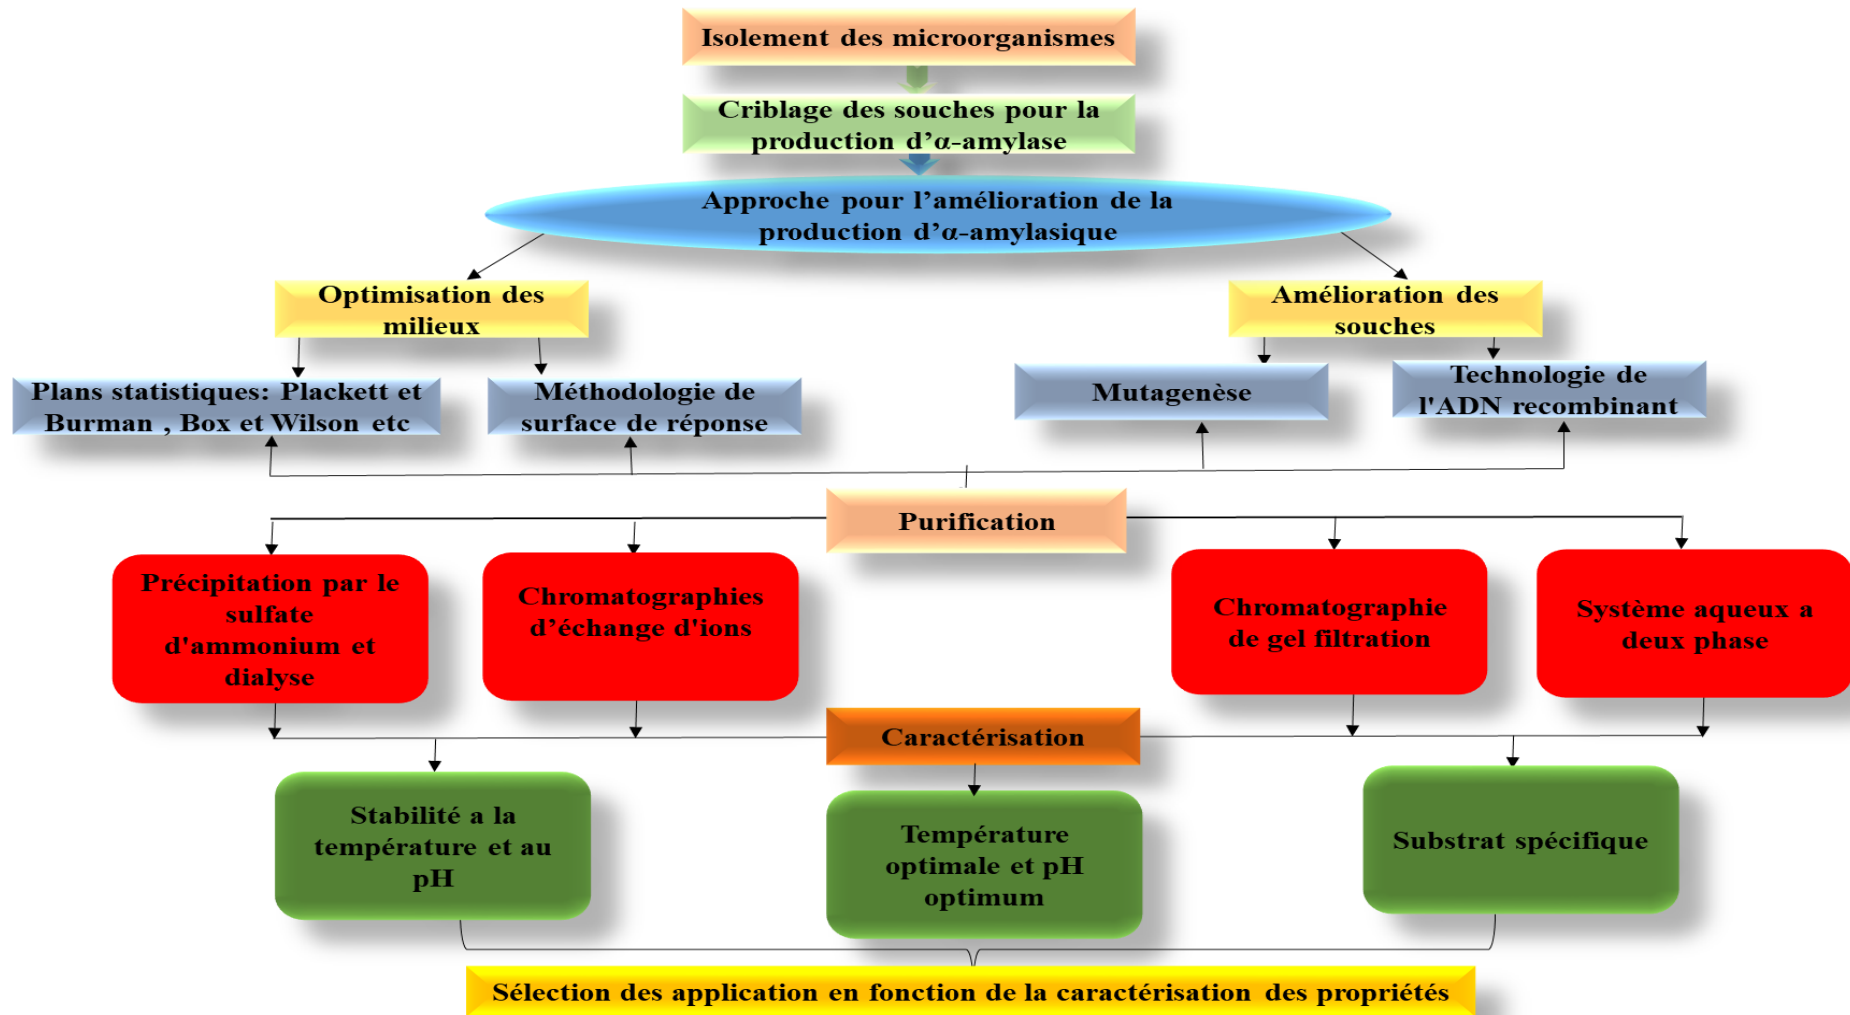 Isolement des microorganismes
Criblage des souches pour la
production d’α-amylase
Approche pour l’amélioration de la
production d’α-amylasique
Optimisation des
milieux
Amélioration des
souches
Plans statistiques: Plackett et
Burman , Box et Wilson etc
Méthodologie de
surface de réponse
Mutagenèse
Technologie de
l'ADN recombinant
Purification
Précipitation par le
sulfate
d'ammonium et
dialyse
Chromatographies
d’échange d'ions
Chromatographie
de gel filtration
Système aqueux a
deux phase
Caractérisation
Stabilité a la
température et au
pH
Température
optimale et pH
optimum
Substrat spécifique
Sélection des application en fonction de la caractérisation des propriétés